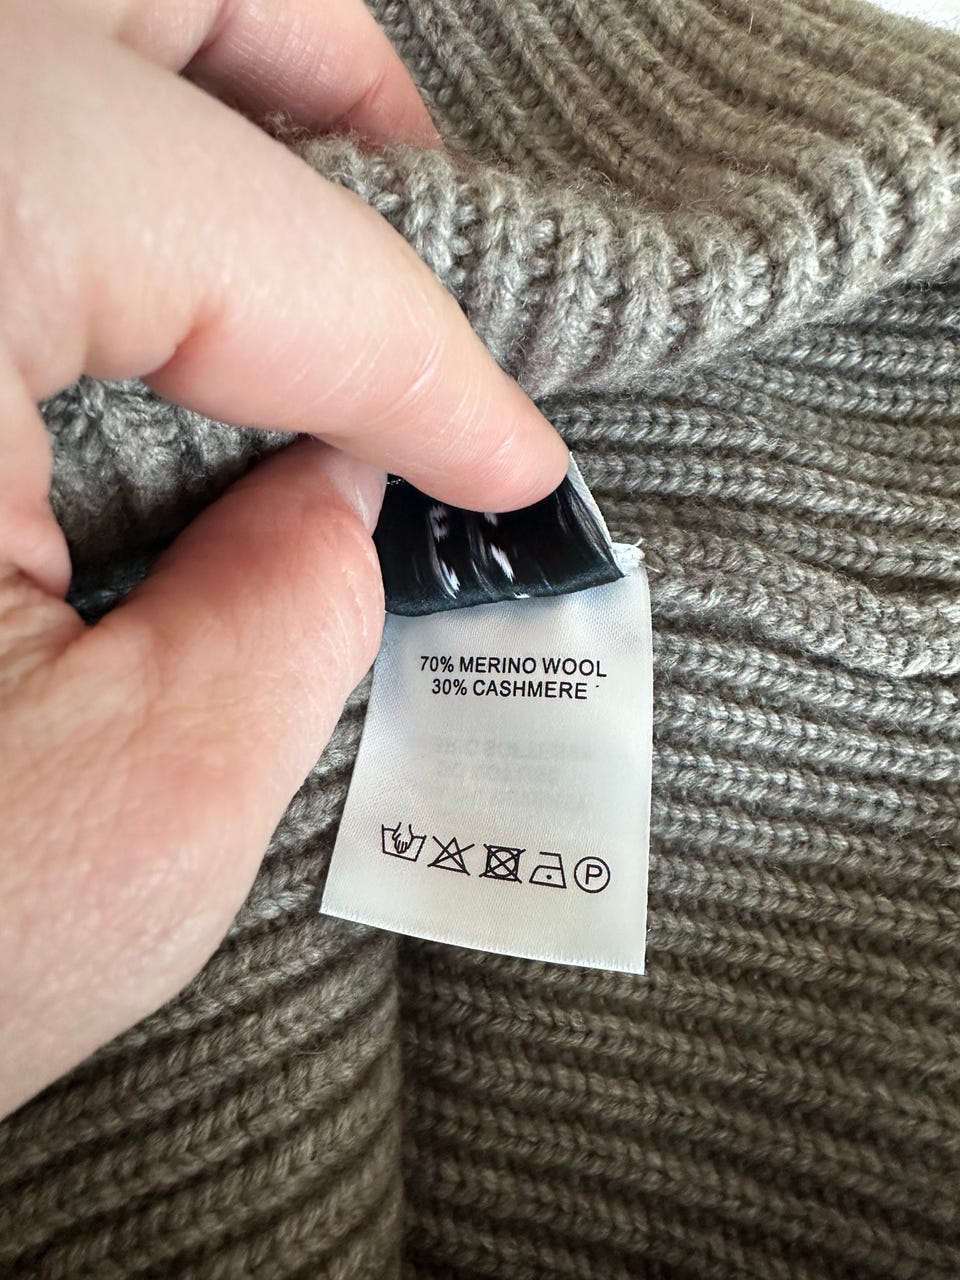 70% MERINO WOOL
30% CASHMERE
P